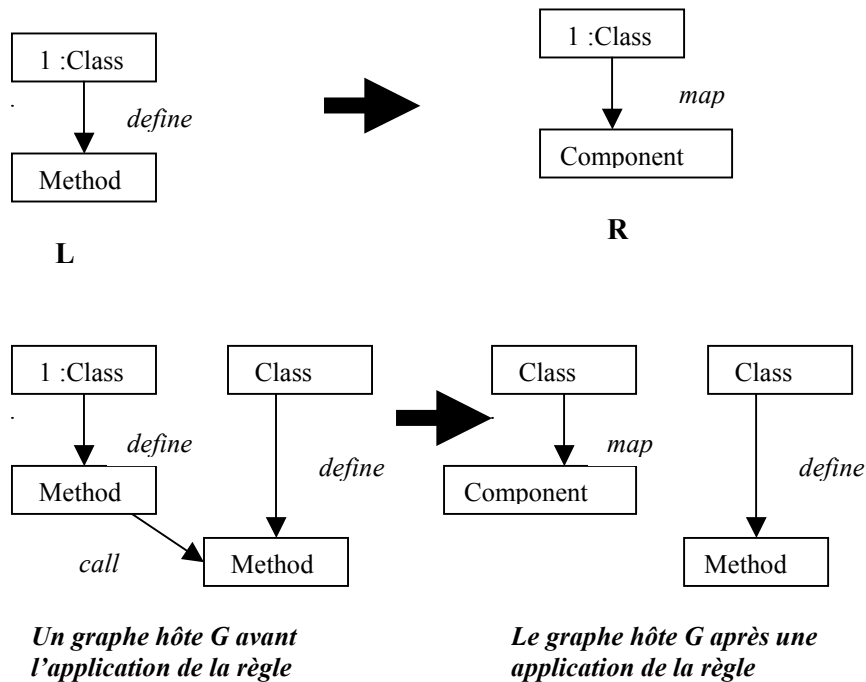 1 :Class
define
Method
L
1 :Class
map
Component
R
1 :Class
define
Method
call
Class
define
Method
Class
map
Component
Class
define
Method
Un graphe hôte G avant
l'application de la règle
Le graphe hôte G après une
application de la règle